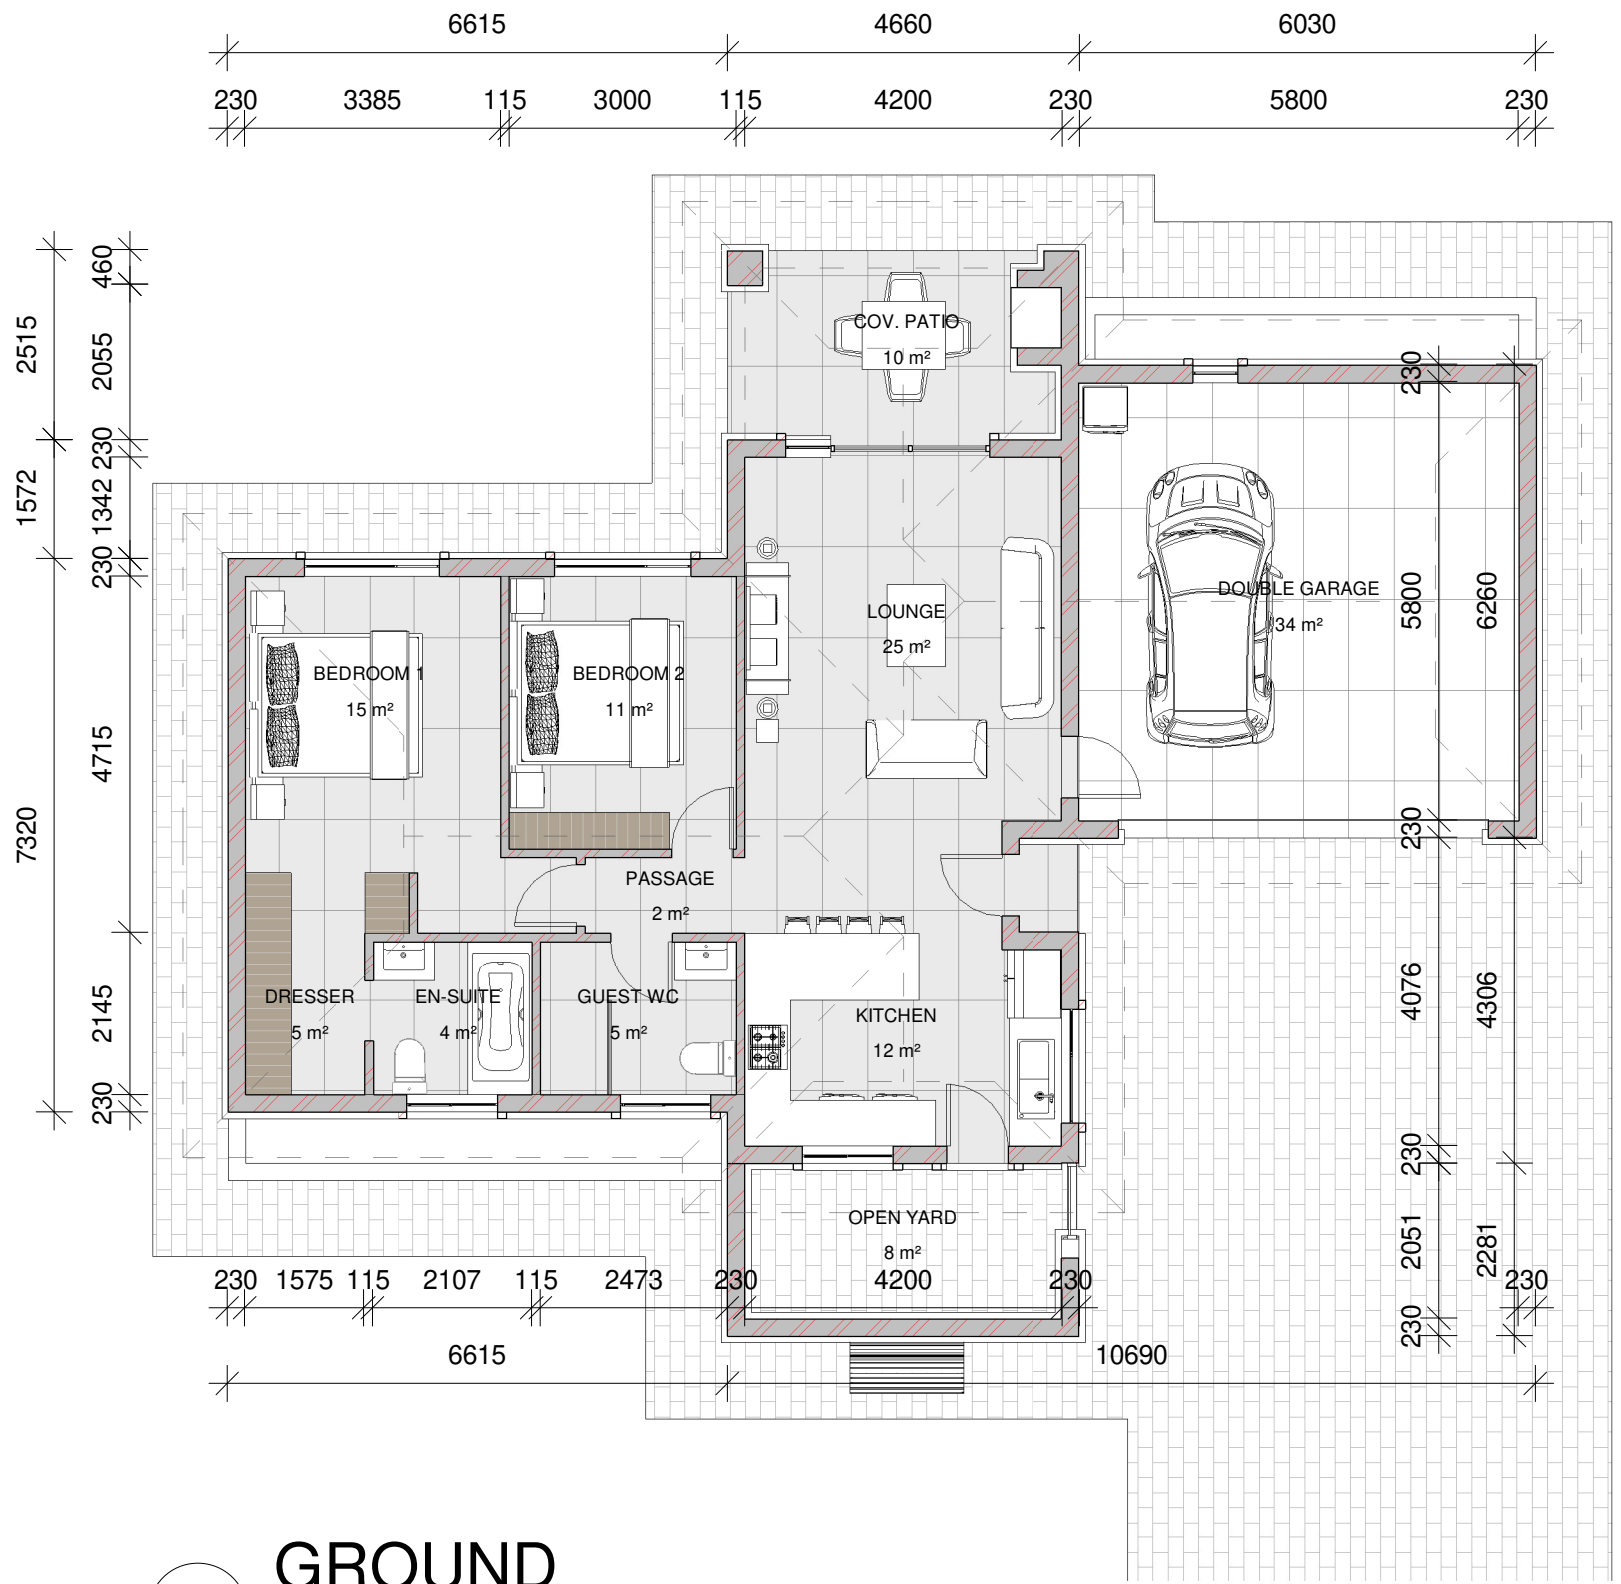 6615 4660 6030
230 3385 115 3000 115 4200 230 5800 230
460
2055
2515
230
1342
1572
230
4715
7320
2145
230
COV. PATIO
10 m²
230
LOUNGE
25 m²
DOUBLE GARAGE
34 m²
5800
6260
BEDROOM 1
15 m²
BEDROOM 2
11 m²
230
PASSAGE
2 m²
DRESSER
5 m²
EN-SUITE
4 m²
GUEST WC
5 m²
KITCHEN
12 m²
4076
4306
230
OPEN YARD
8 m²
2051
2281
230 1575 115 2107 115 2473 230 4200 230 230
230
6615 10690
GROUND